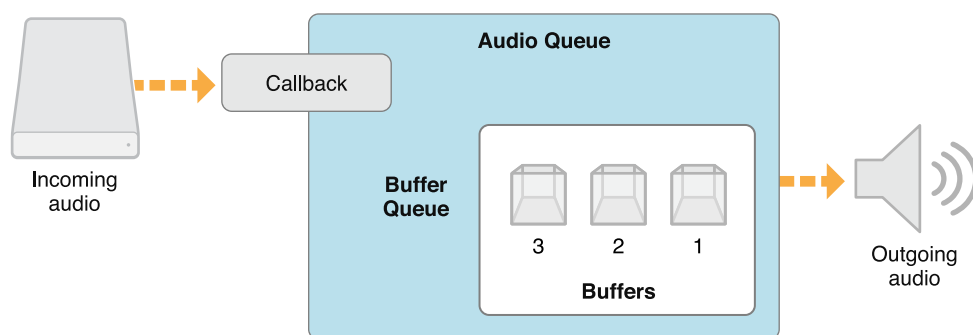 Audio Queue
Callback
Incoming
audio
Buffer
Queue
3 2 1
Buffers
Outgoing
audio